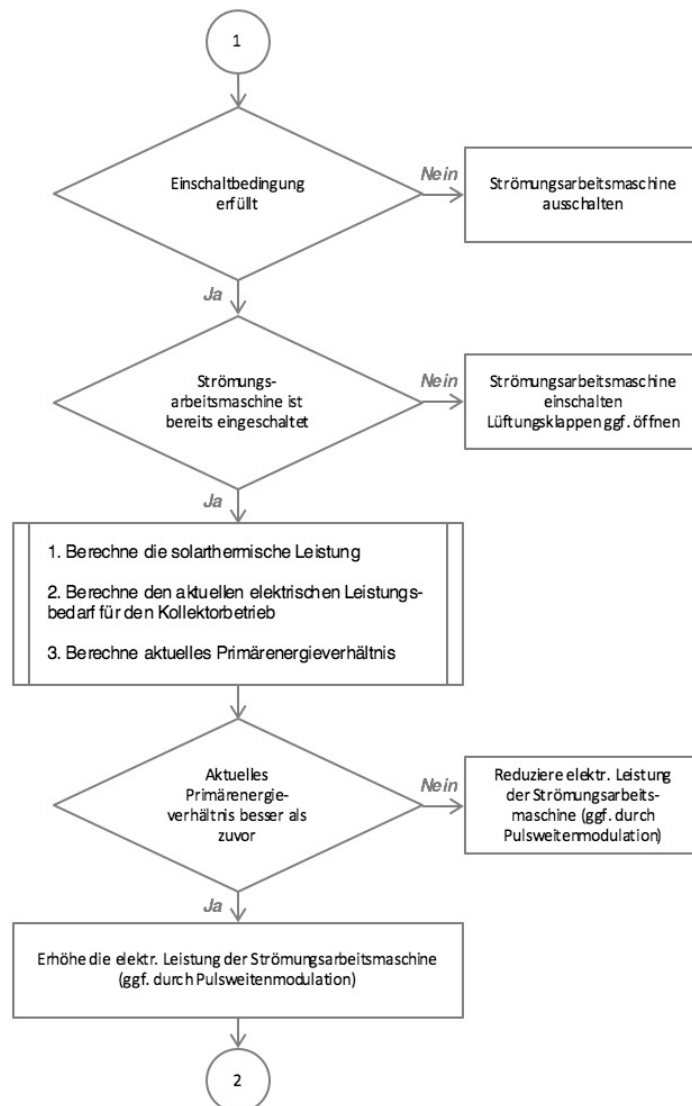 1
Einschaltbedingung
erfüllt
Nein
Strömungsarbeitsmaschine
ausschalten
Ja
Strömungs-
arbeitsmaschine ist
bereits eingeschaltet
Nein
Strömungsarbeitsmaschine
einschalten
Lüftungsklappen ggf. öffnen
Ja
1. Berechne die solarthermische Leistung
2. Berechne den aktuellen elektrischen Leistungs-
bedarf für den Kollektorbetrieb
3. Berechne aktuelles Primärenergieverhältnis
Aktuelles
Primärenergie-
verhältnis besser als
zuvor
Nein
Reduziere elektr. Leistung
der Strömungsarbeits-
maschine (ggf. durch
Pulsweitenmodulation)
Ja
Erhöhe die elektr. Leistung der Strömungsarbeitsmaschine
(ggf. durch Pulsweitenmodulation)
2